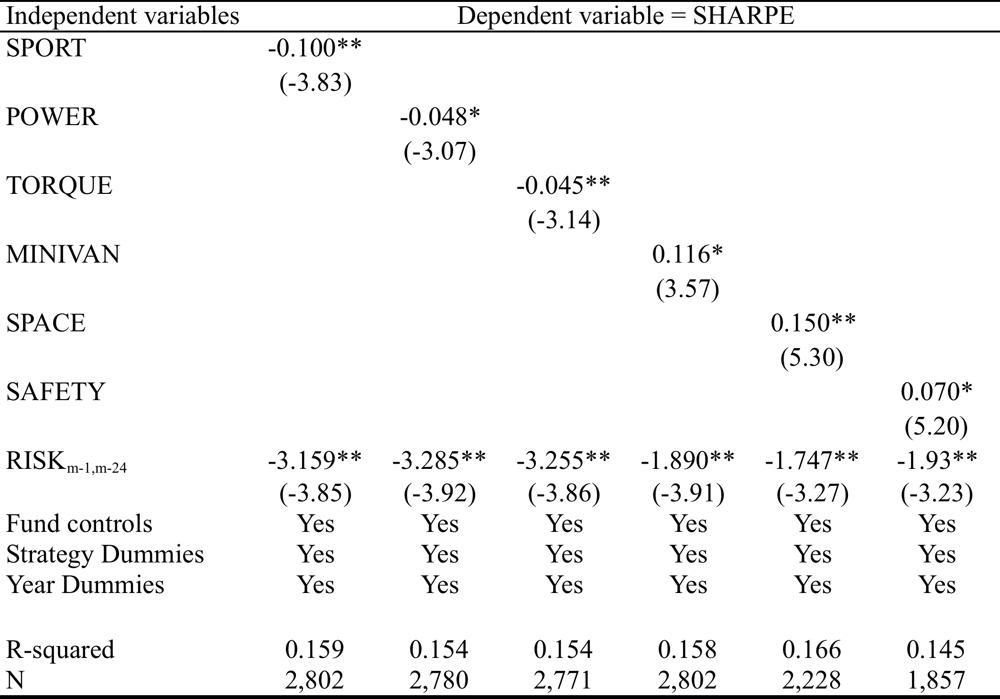 Independent variables Dependent variable = SHARPE
SPORT -0.100**
(-3.83)
POWER -0.048*
(-3.07)
TORQUE -0.045**
(-3.14)
MINIVAN 0.116*
(3.57)
SPACE 0.150**
(5.30)
SAFETY 0.070*
(5.20)
RISKm-1,m-24 -3.159** -3.285** -3.255** -1.890** -1.747** -1.93**
(-3.85) (-3.92) (-3.86) (-3.91) (-3.27) (-3.23)
Fund controls Yes Yes Yes Yes Yes Yes
Strategy Dummies Yes Yes Yes Yes Yes Yes
Year Dummies Yes Yes Yes Yes Yes Yes
R-squared 0.159 0.154 0.154 0.158 0.166 0.145
N 2,802 2,780 2,771 2,802 2,228 1,857